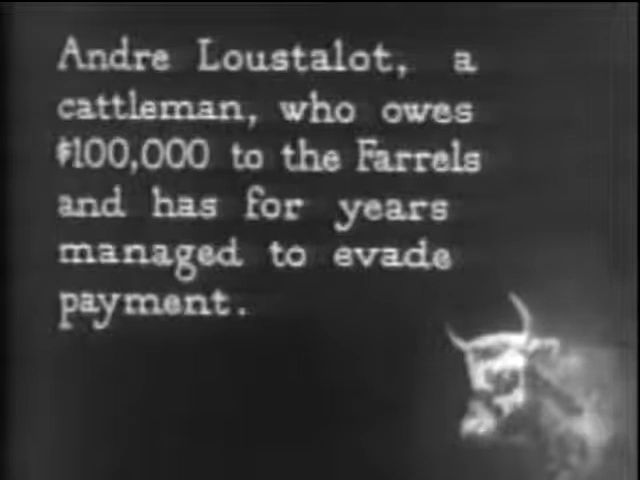 Andre Loustalot, a
cattleman, who owes
$100,000 to the Farrels
and has for years
managed to evade
payment.